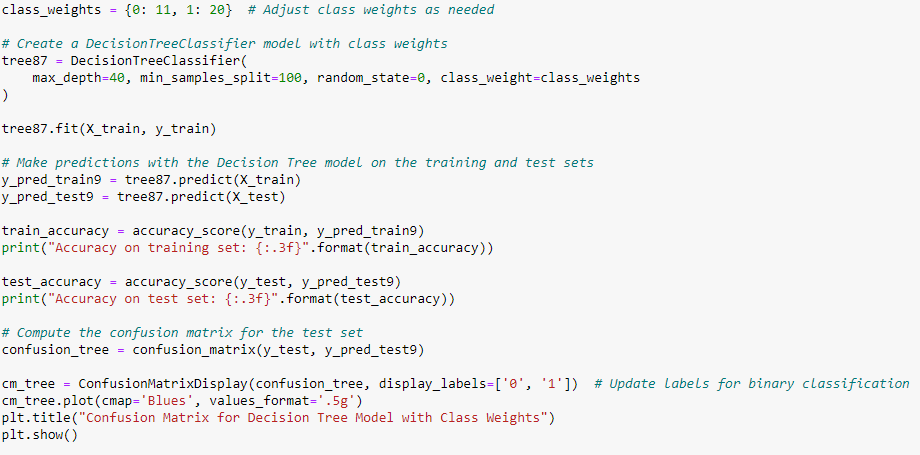 class_weights = {0: 11, 1: 20}  # Adjust class weights as needed
# Create a DecisionTreeClassifier model with class weights
tree87 = DecisionTreeClassifier(
    max_depth=40, min_samples_split=100, random_state=0, class_weight=class_weights
)
tree87.fit(X_train, y_train)
# Make predictions with the Decision Tree model on the training and test sets
y_pred_train9 = tree87.predict(X_train)
y_pred_test9 = tree87.predict(X_test)
train_accuracy = accuracy_score(y_train, y_pred_train9)
print("Accuracy on training set: {:.3f}".format(train_accuracy))
test_accuracy = accuracy_score(y_test, y_pred_test9)
print("Accuracy on test set: {:.3f}".format(test_accuracy))
# Compute the confusion matrix for the test set
confusion_tree = confusion_matrix(y_test, y_pred_test9)
cm_tree = ConfusionMatrixDisplay(confusion_tree, display_labels=['0', '1'])  # Update labels for binary classification
cm_tree.plot(cmap='Blues', values_format='.5g')
plt.title("Confusion Matrix for Decision Tree Model with Class Weights")
plt.show()